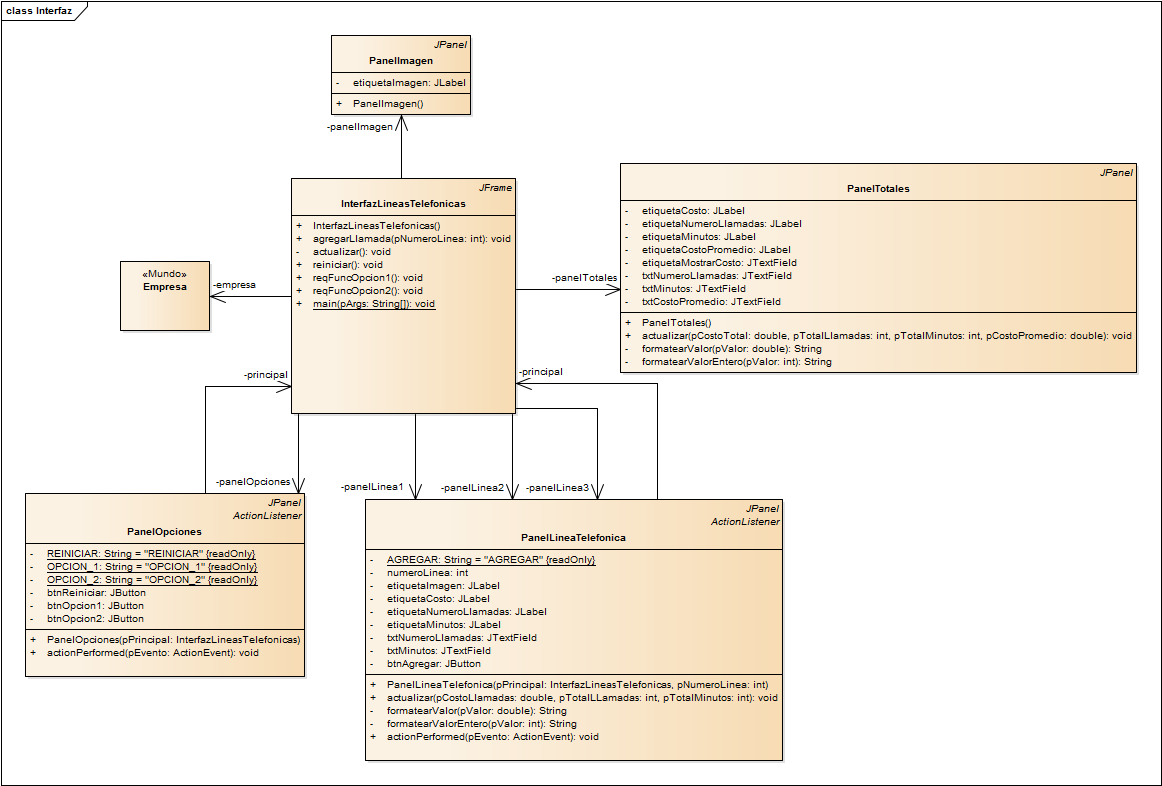 class Interfaz
JPanel
PanelImagen
- etiquetaImagen: JLabel
+ PanelImagen()
-panelImagen
JFrame
InterfazLineasTelefonicas
+ InterfazLineasTelefonicas()
+ agregarLlamada(pNumeroLinea: int): void
- actualizar(): void
+ reiniciar(): void
+ reqFuncOpcion1(): void
+ reqFuncOpcion2(): void
+ main(pArgs: String[]): void
JPanel
PanelTotales
- etiquetaCosto: JLabel
- etiquetaNumeroLlamadas: JLabel
- etiquetaMinutos: JLabel
- etiquetaCostoPromedio: JLabel
- etiquetaMostrarCosto: JTextField
- txtNumeroLlamadas: JTextField
- txtMinutos: JTextField
- txtCostoPromedio: JTextField
+ PanelTotales()
+ actualizar(pCostoTotal: double, pTotalLlamadas: int, pTotalMinutos: int, pCostoPromedio: double): void
- formatearValor(pValor: double): String
- formatearValorEntero(pValor: int): String
«Mundo»
Empresa
-empresa
-panelTotales
-principal
-principal
-panelOpciones
-panelLinea1
-panelLinea2
-panelLinea3
JPanel
ActionListener
PanelOpciones
- REINICIAR: String = "REINICIAR" {readOnly}
- OPCION_1: String = "OPCION_1" {readOnly}
- OPCION_2: String = "OPCION_2" {readOnly}
- btnReiniciar: JButton
- btnOpcion1: JButton
- btnOpcion2: JButton
+ PanelOpciones(pPrincipal: InterfazLineasTelefonicas)
+ actionPerformed(pEvento: ActionEvent): void
JPanel
ActionListener
PanelLineaTelefonica
- AGREGAR: String = "AGREGAR" {readOnly}
- numeroLinea: int
- etiquetaImagen: JLabel
- etiquetaCosto: JLabel
- etiquetaNumeroLlamadas: JLabel
- etiquetaMinutos: JLabel
- txtNumeroLlamadas: JTextField
- txtMinutos: JTextField
- btnAgregar: JButton
+ PanelLineaTelefonica(pPrincipal: InterfazLineasTelefonicas, pNumeroLinea: int)
+ actualizar(pCostoLlamadas: double, pTotalLLamadas: int, pTotalMinutos: int): void
- formatearValor(pValor: double): String
- formatearValorEntero(pValor: int): String
+ actionPerformed(pEvento: ActionEvent): void